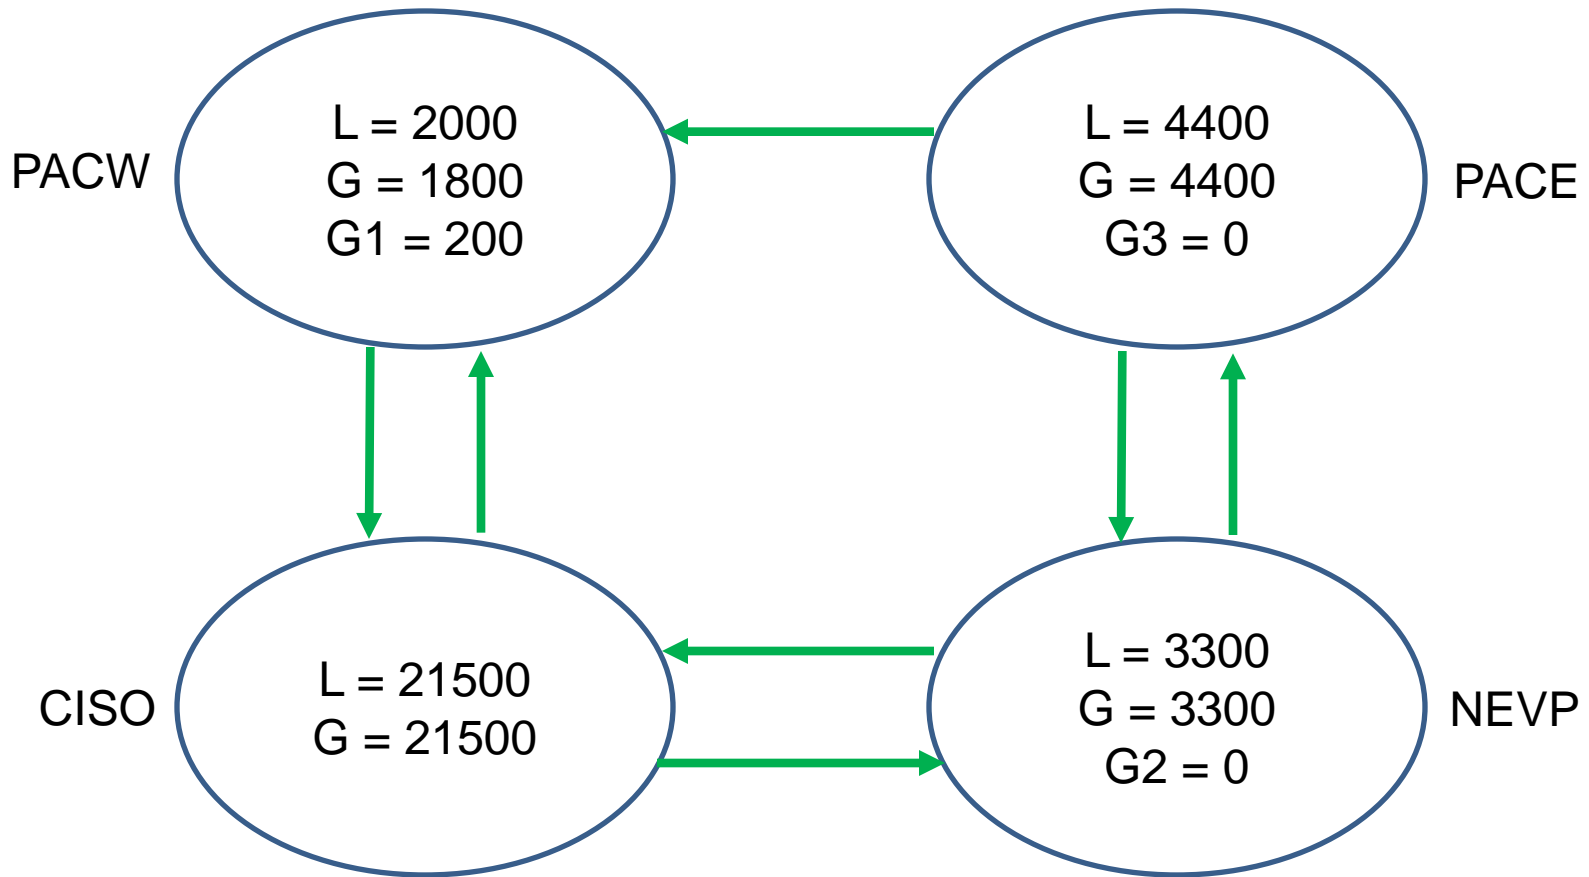 PACW
L = 2000
G = 1800
G1 = 200
L = 4400
G = 4400
G3 = 0
PACE
CISO
L = 21500
G = 21500
L = 3300
G = 3300
G2 = 0
NEVP